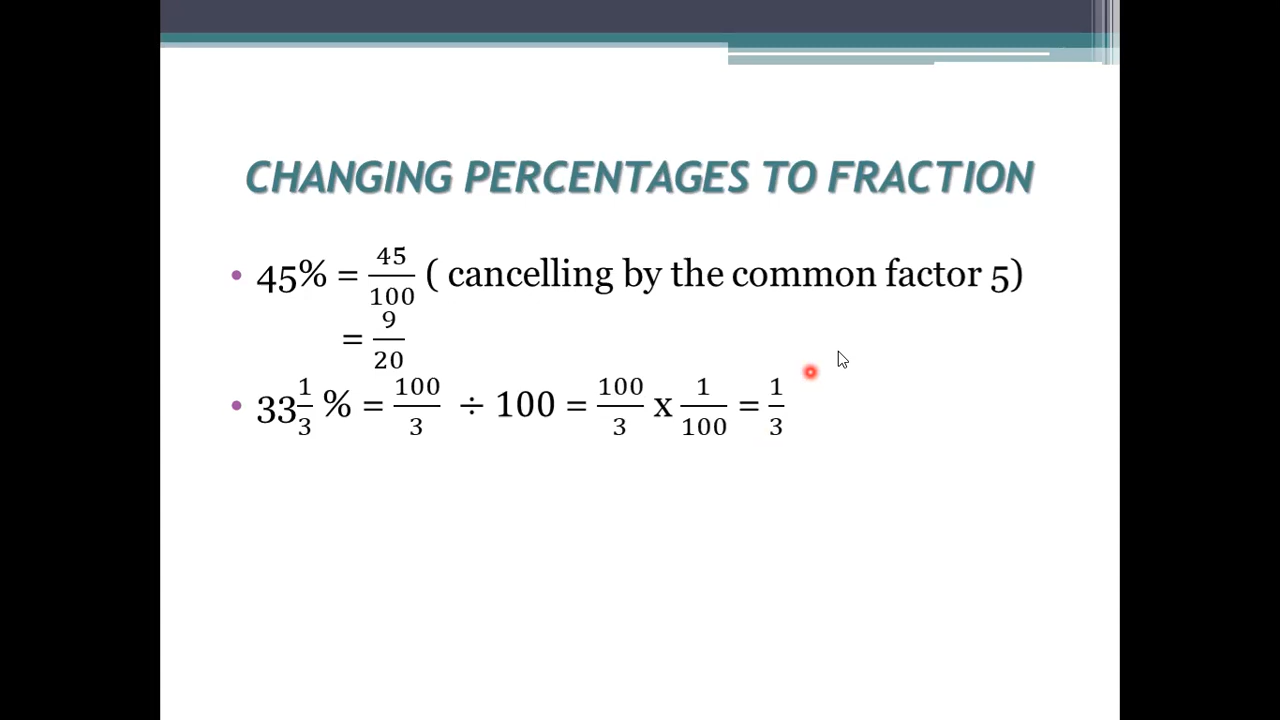 CHANGING PERCENTAGES TO FRACTION
• 45% = 45/100 ( cancelling by the common factor 5)
= 9/20
• 33 1/3 % = 100/3 ÷ 100 = 100/3 x 1/100 = 1/3